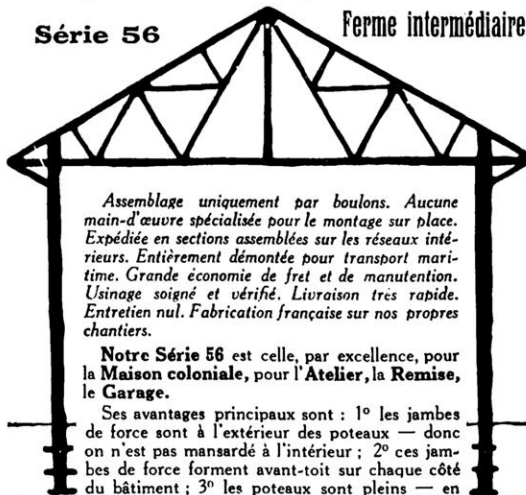 Série 56
Ferme intermédiaire
Assemblage uniquement par boulons. Aucune
main-d'œuvre spécialisée pour le montage sur place.
Expédiée en sections assemblées sur les réseaux inté-
rieurs. Entièrement démontée pour transport mari-
time. Grande économie de fret et de manutention.
Usinage soigné et vérifié. Livraison très rapide.
Entretien nul. Fabrication française sur nos propres
chantiers.
Notre Série 56 est celle, par excellence, pour
la Maison coloniale, pour l'Atelier, la Remise,
le Garage.
Ses avantages principaux sont : 1º les jambes
de force sont à l'extérieur des poteaux — donc
on n'est pas mansardé à l'intérieur ; 2º ces jam-
bes de force forment avant-toit sur chaque côté
du bâtiment ; 3º les poteaux sont pleins — en